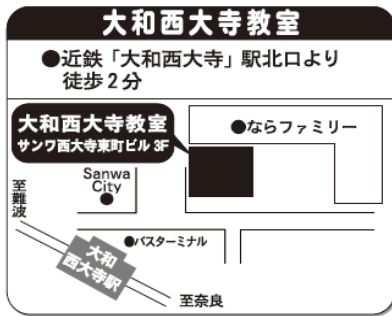 大和西大寺教室
●近鉄「大和西大寺」駅北口より
徒歩2分
大和西大寺教室
サンワ西大寺東町ビル 3F
●ならファミリー
Sanwa
City
至難波
●バスターミナル
大和
西大寺駅
至奈良